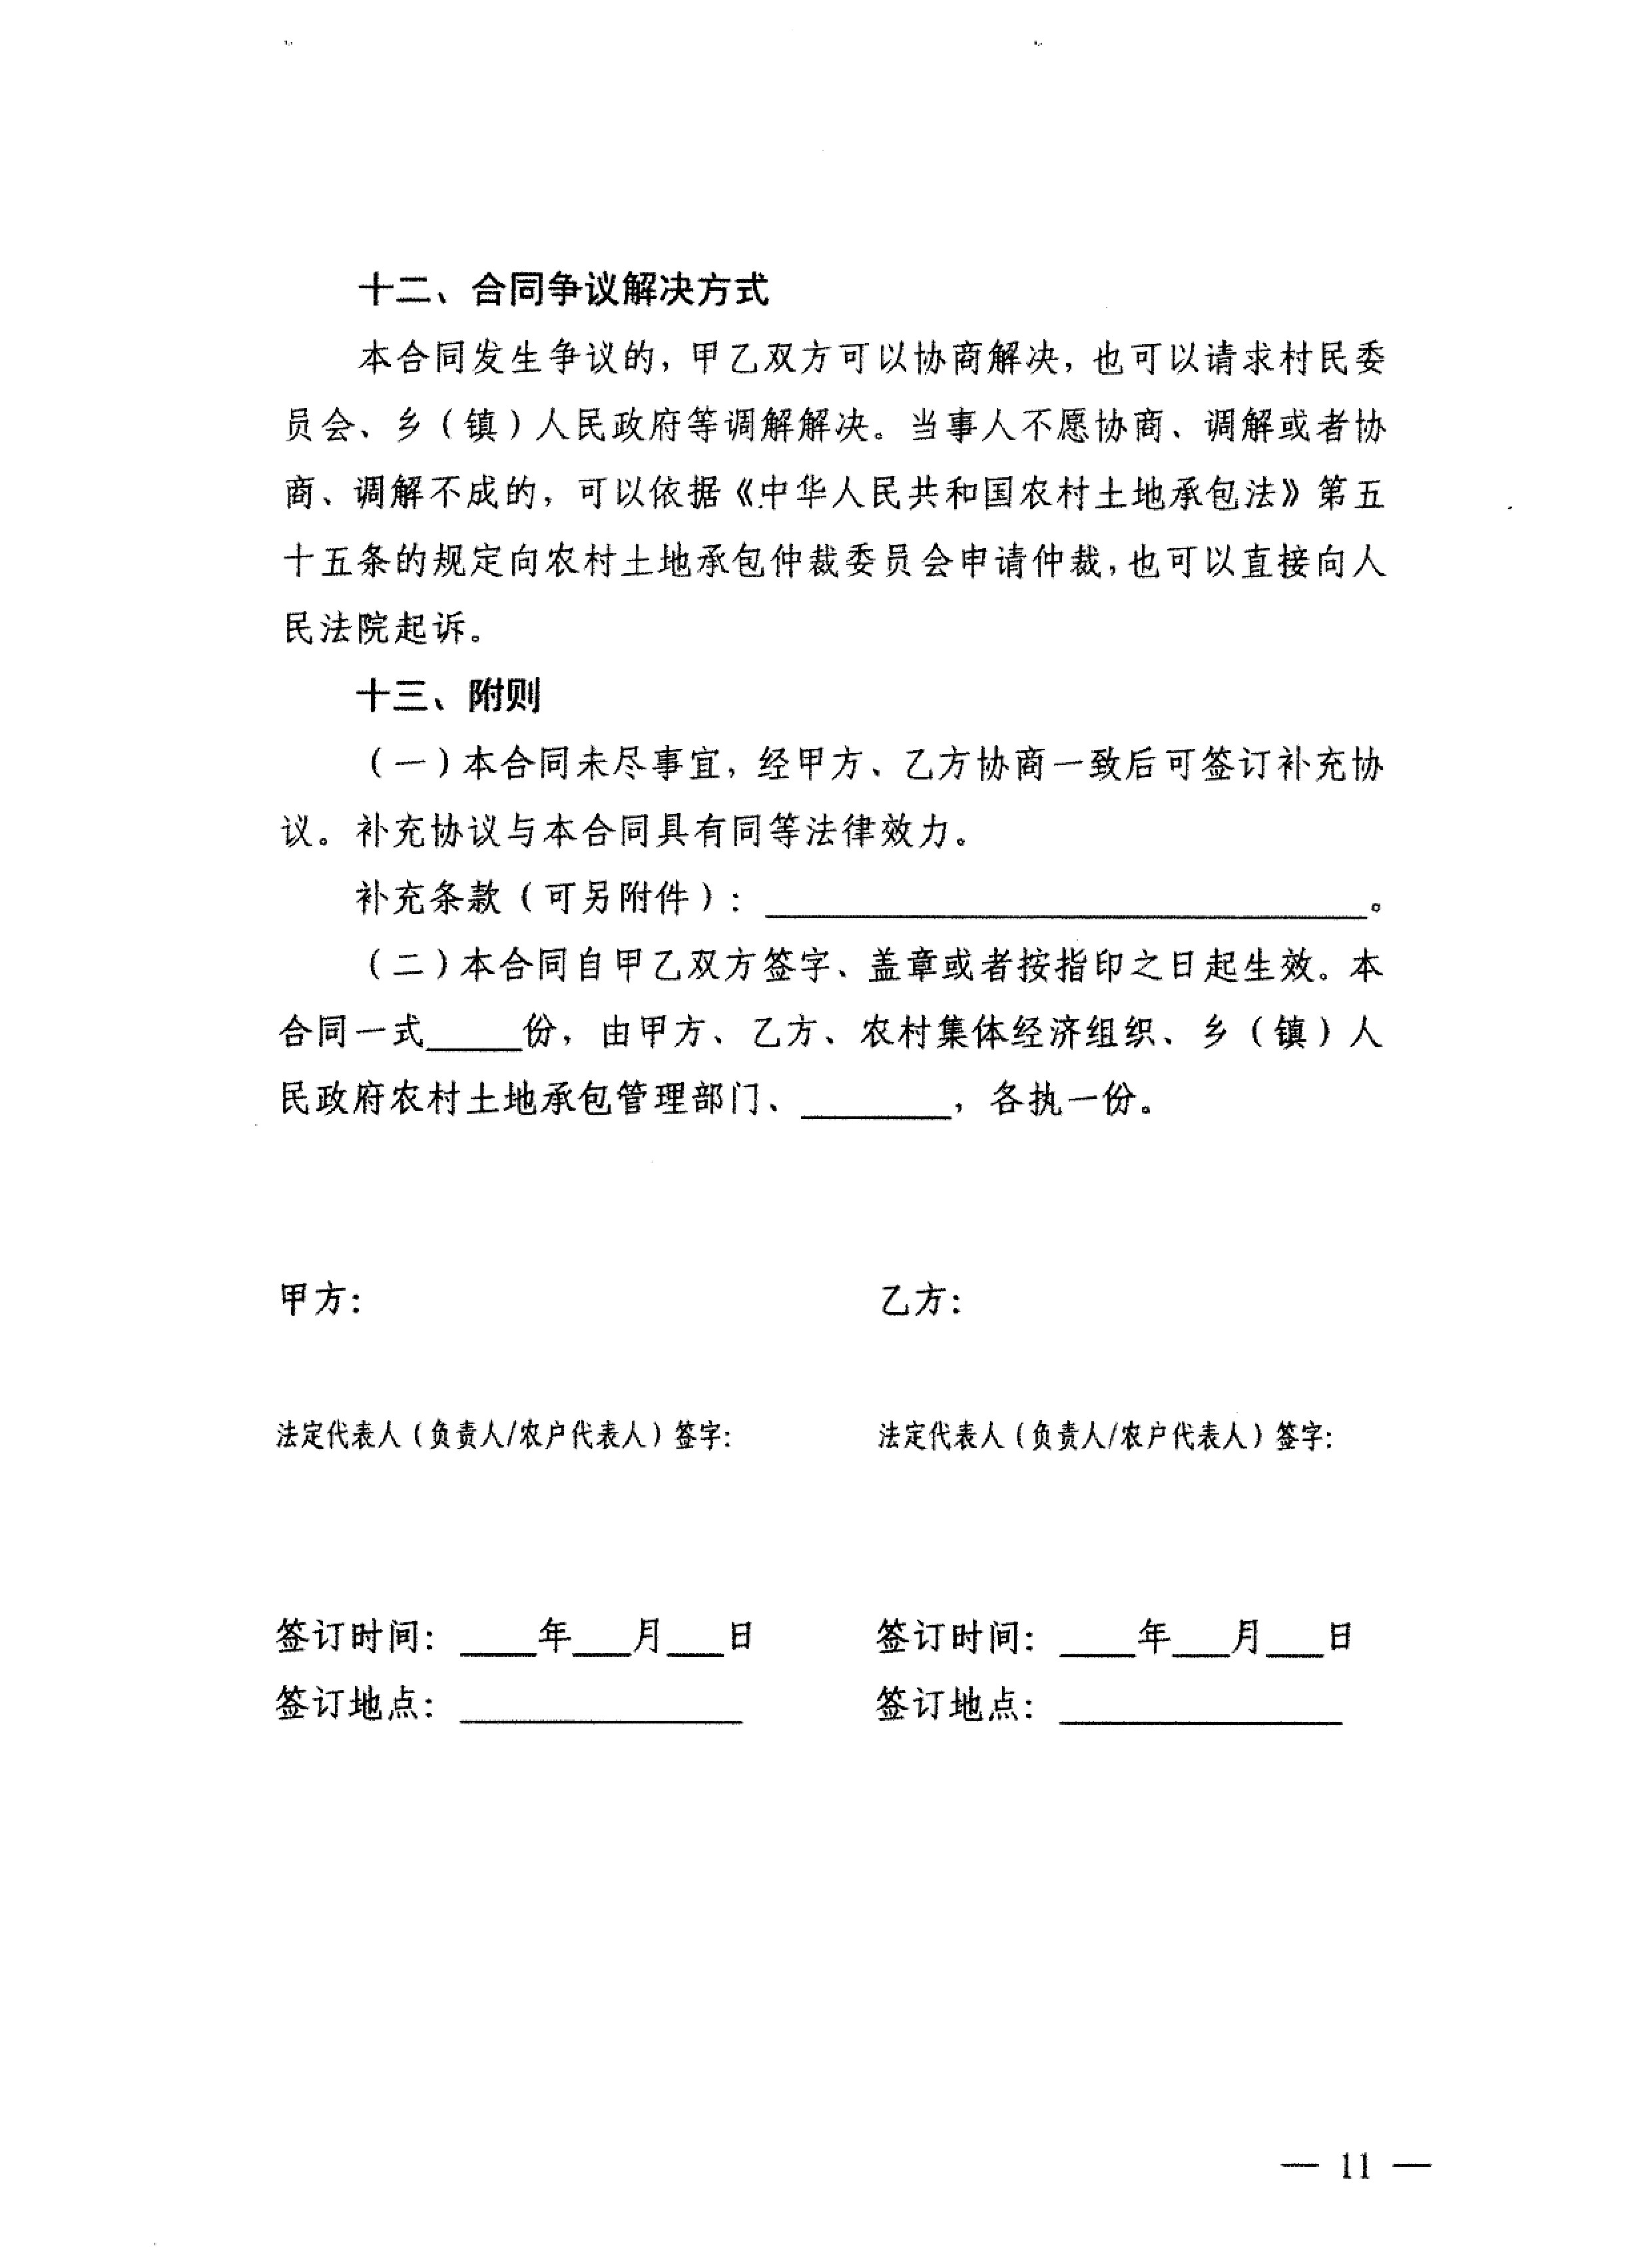 十二、合同争议解决方式
本合同发生争议的，甲乙双方可以协商解决，也可以请求村民委
员会、乡（镇）人民政府等调解解决。当事人不愿协商、调解或者协
商、调解不成的，可以依据《中华人民共和国农村土地承包法》第五
十五条的规定向农村土地承包仲裁委员会申请仲裁，也可以直接向人
民法院起诉。
十三、附则
（一）本合同未尽事宜，经甲方、乙方协商一致后可签订补充协
议。补充协议与本合同具有同等法律效力。
补充条款（可另附件）：________________________________。
（二）本合同自甲乙双方签字、盖章或者按指印之日起生效。本
合同一式_____份，由甲方、乙方、农村集体经济组织、乡（镇）人
民政府农村土地承包管理部门、________，各执一份。
甲方： 乙方：
法定代表人（负责人/农户代表人）签字： 法定代表人（负责人/农户代表人）签字：
签订时间：____年___月___日 签订时间：____年___月___日
签订地点：_______________ 签订地点：_______________
— 11 —